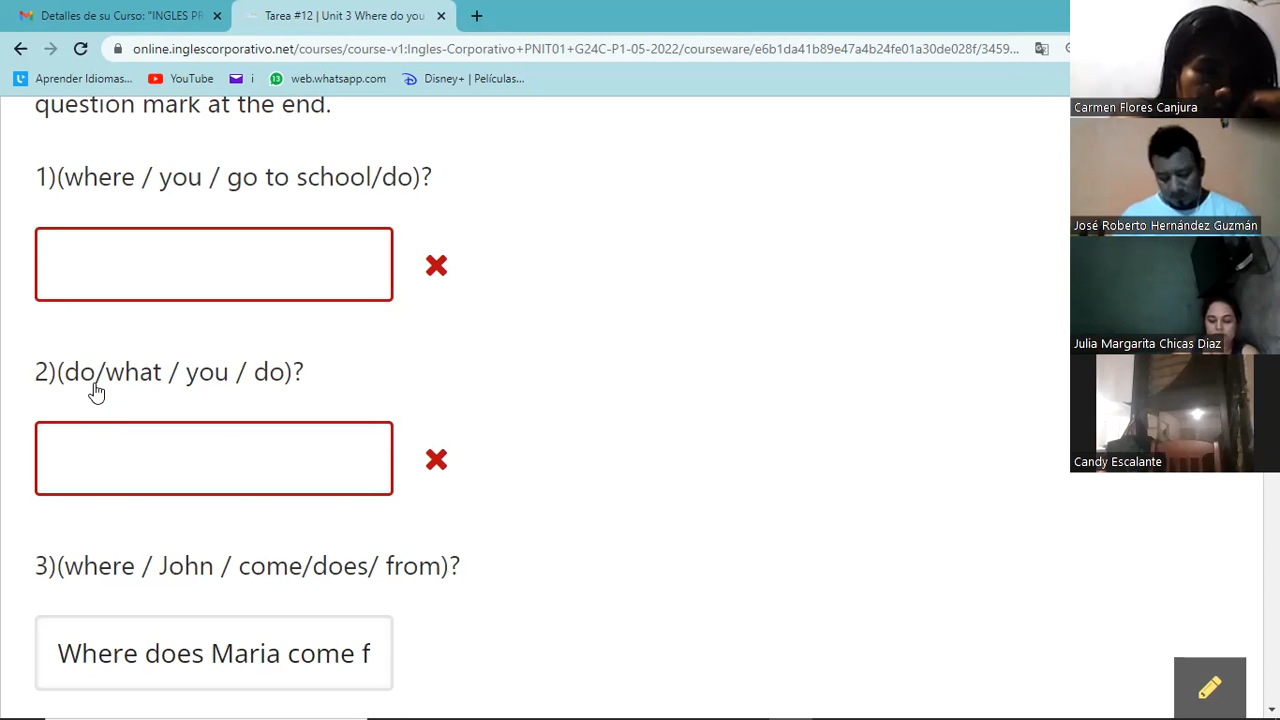 Detalles de su Curso: "INGLES PR
Tarea #12 | Unit 3 Where do you
online.inglescorporativo.net/courses/course-v1:Ingles-Corporativo+PNIT01+G24C-P1-05-2022/courseware/e6b1da41b89e47a4b24fe01a30de028f/3459...
Aprender Idiomas...
YouTube
i
13
web.whatsapp.com
Disney+ | Películas,...
question mark at the end.
1)(where / you / go to school/do)?
2)(do/what / you / do)?
3)(where / John / come/does/ from)?
Where does Maria come f
Carmen Flores Canjura
José Roberto Hernández Guzmán
Julia Margarita Chicas Diaz
Candy Escalante